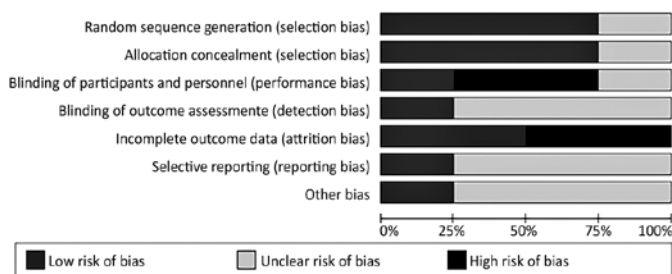 Random sequence generation (selection bias)
Allocation concealment (selection bias)
Blinding of participants and personnel (performance bias)
Blinding of outcome assessmente (detection bias)
Incomplete outcome data (attrition bias)
Selective reporting (reporting bias)
Other bias
0% 25% 50% 75% 100%
Low risk of bias Unclear risk of bias High risk of bias